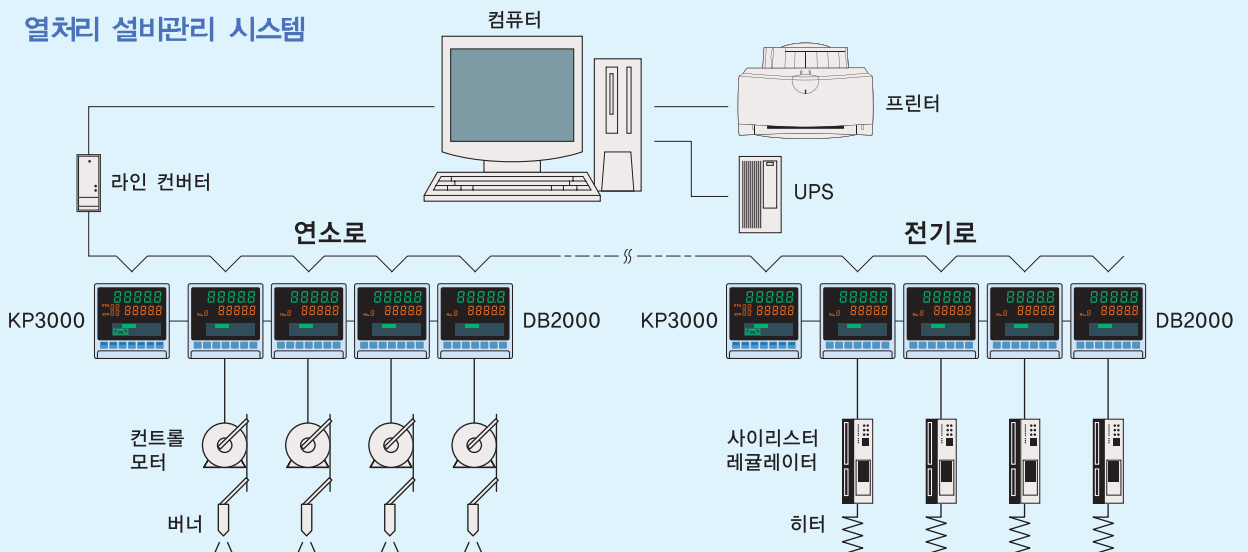 열처리 설비관리 시스템
컴퓨터
프린터
라인 컨버터
UPS
연소로
전기로
KP3000
DB2000
KP3000
DB2000
컨트롤
모터
사이리스터
레귤레이터
버너
히터